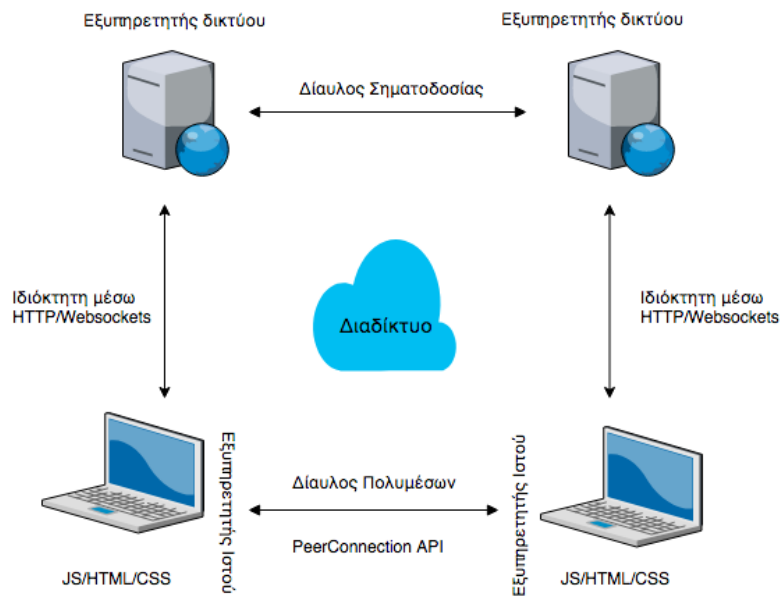 Εξυπηρετητής δικτύου
Εξυπηρετητής δικτύου
Δίαυλος Σηματοδοσίας
Ιδιόκτητη μέσω
HTTP/Websockets
Διαδίκτυο
Ιδιόκτητη μέσω
HTTP/Websockets
Εξυπηρετητής Ιστού
Δίαυλος Πολυμέσων
PeerConnection API
Εξυπηρετητής Ιστού
JS/HTML/CSS
JS/HTML/CSS